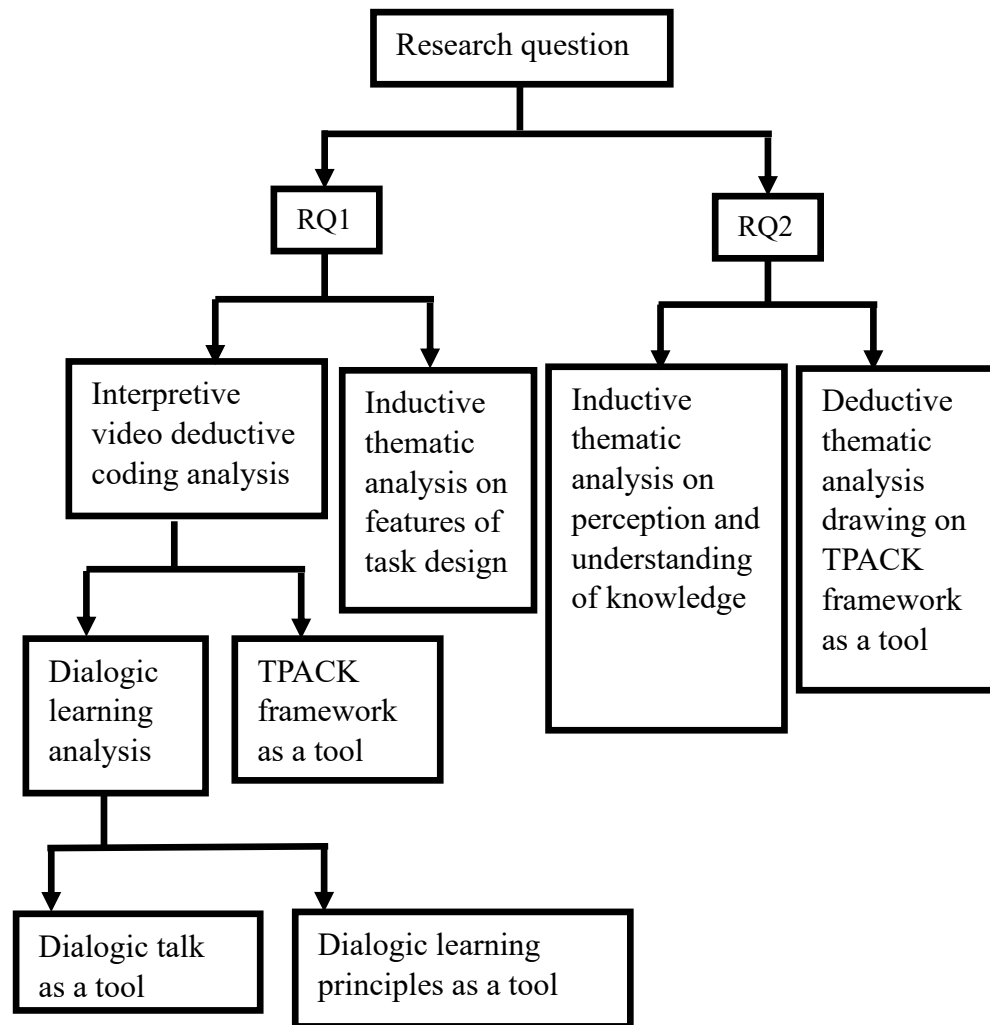 Research question
RQ1
RQ2
Interpretive
video deductive
coding analysis
Inductive
thematic
analysis on
features of
task design
Inductive
thematic
analysis on
perception and
understanding
of knowledge
Deductive
thematic
analysis
drawing on
TPACK
framework
as a tool
Dialogic
learning
analysis
TPACK
framework
as a tool
Dialogic talk
as a tool
Dialogic learning
principles as a tool